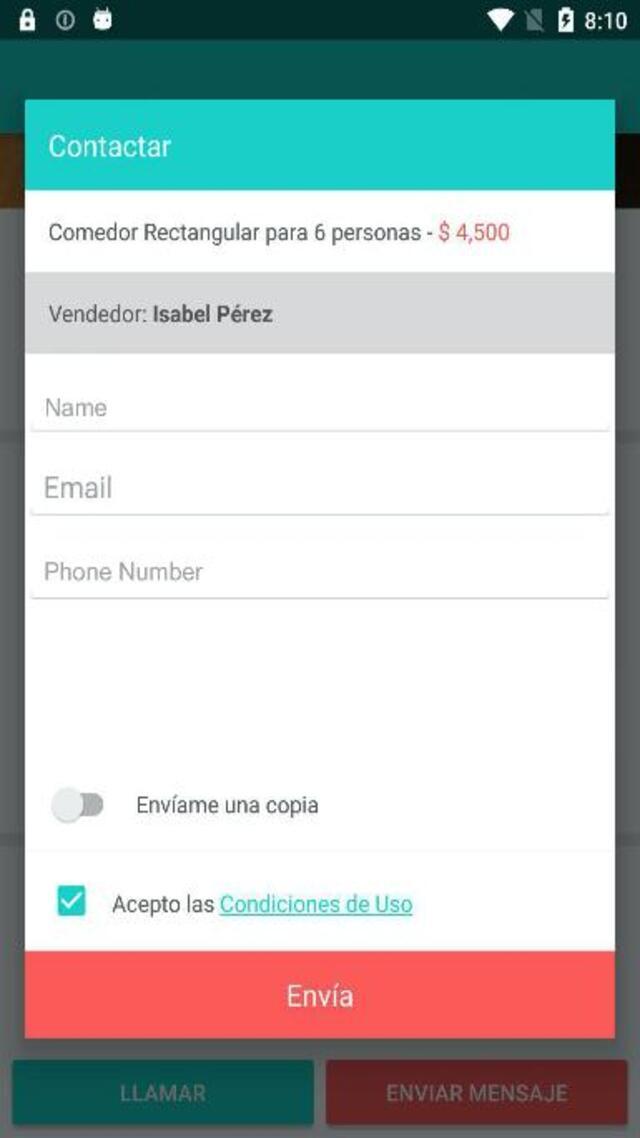 8:10
Contactar
Comedor Rectangular para 6 personas - $ 4,500
Vendedor: Isabel Pérez
Name
Email
Phone Number
Envíame una copia
Acepto las Condiciones de Uso
Envía
LLAMAR
ENVIAR MENSAJE